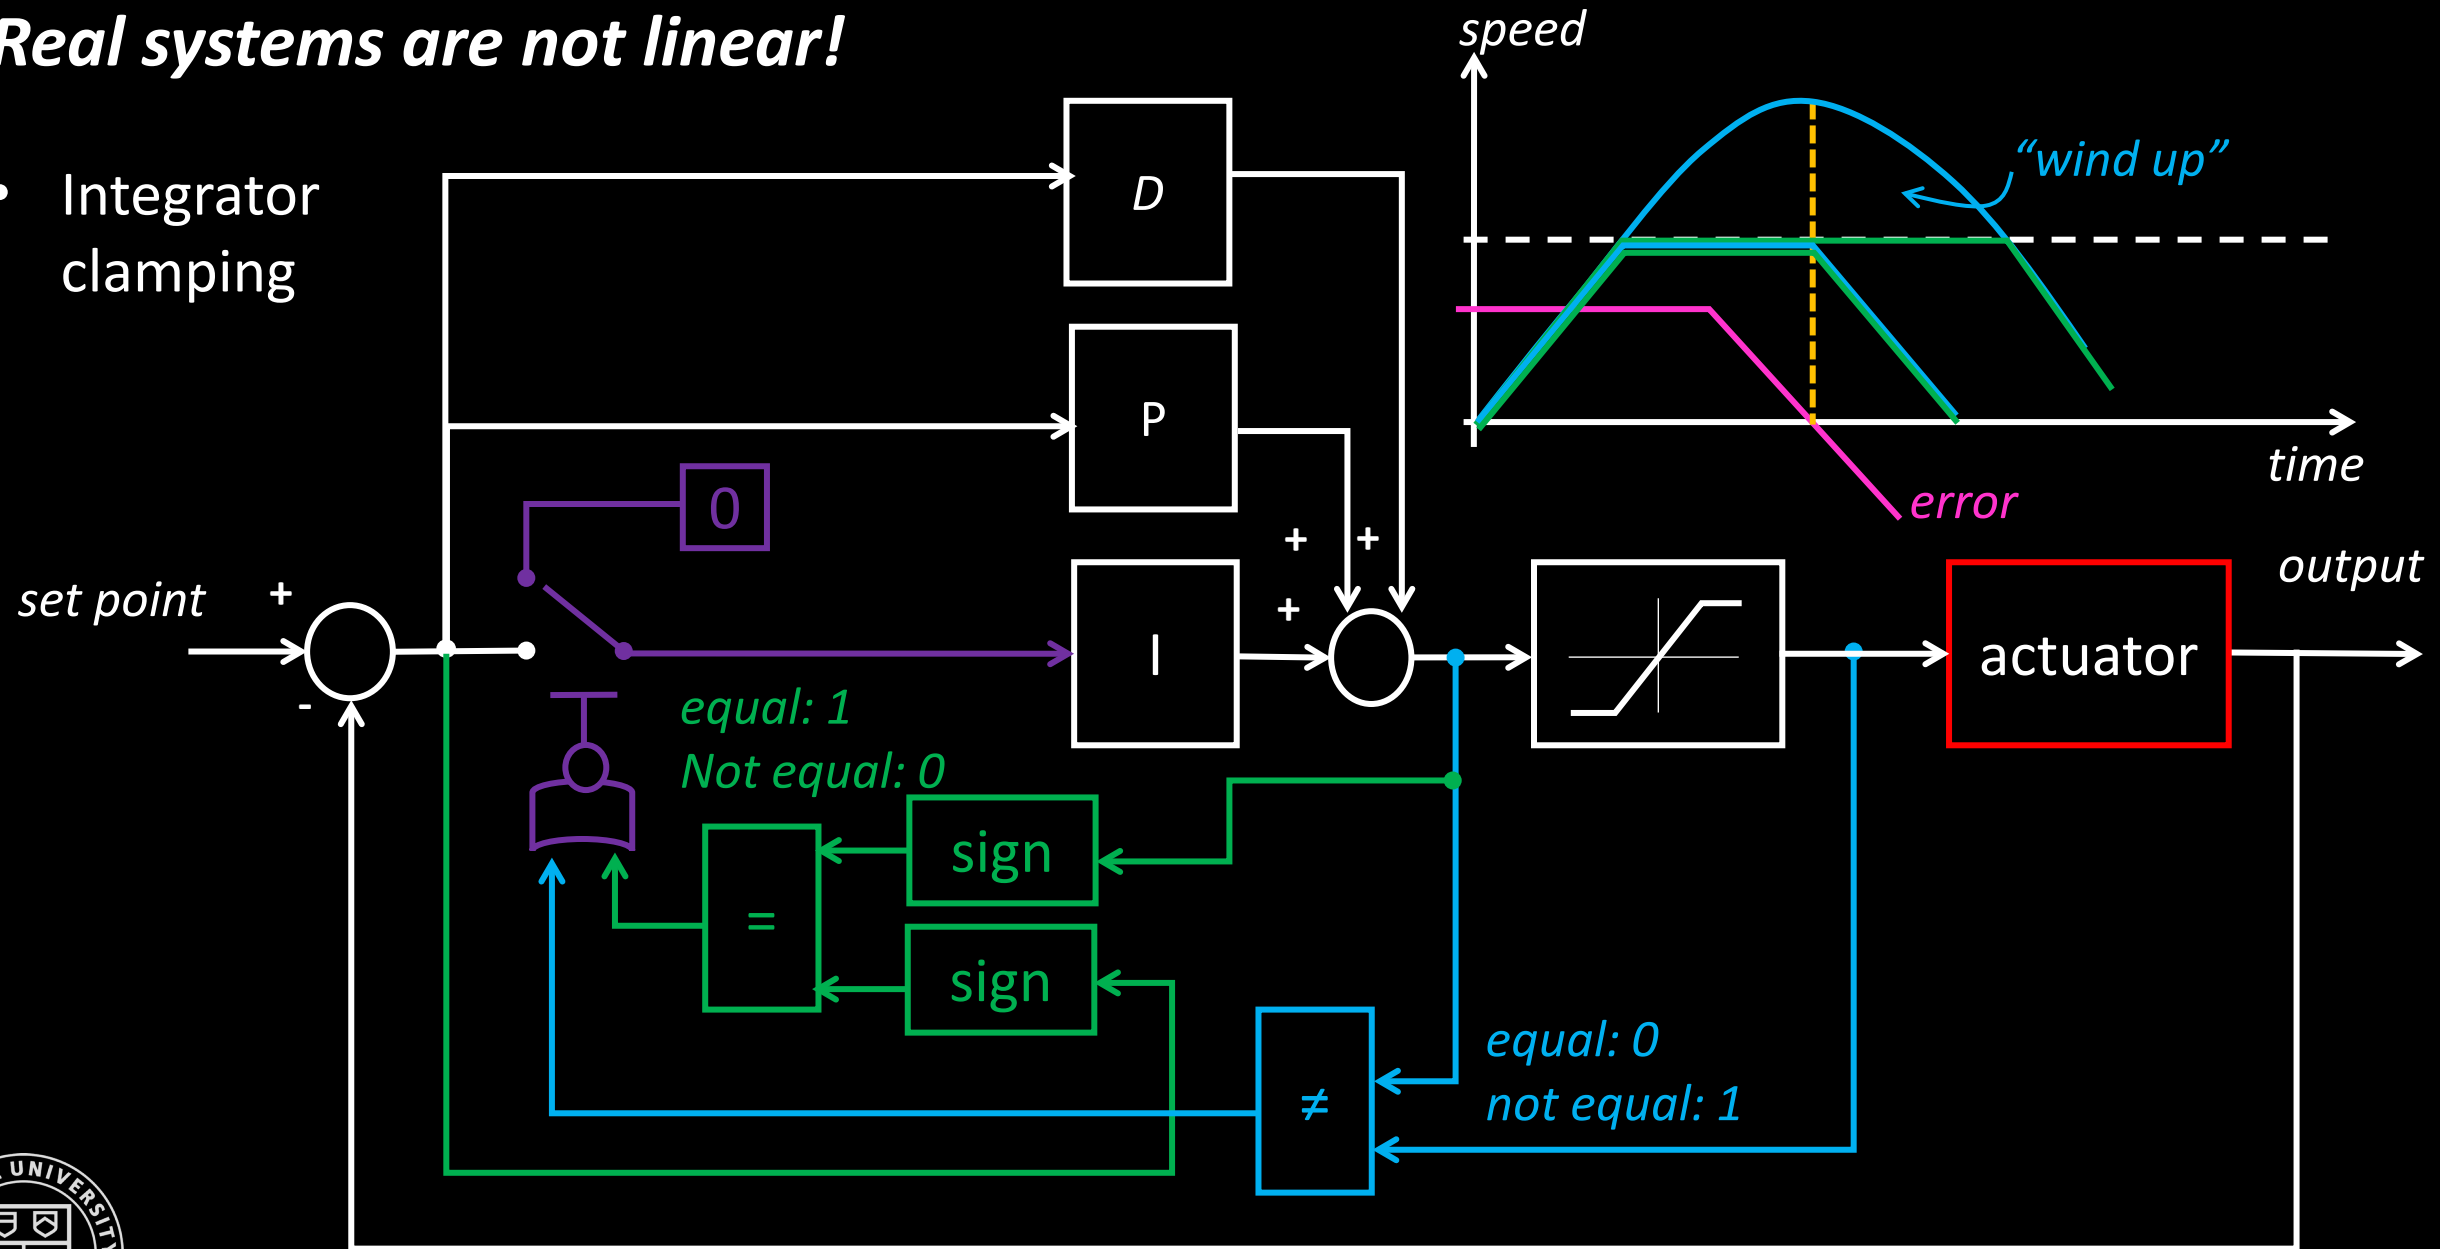 Real systems are not linear!
speed
• Integrator
clamping
D
"wind up"
P
time
0
error
+ +
output
set point
+
+
I
actuator
-
equal: 1
Not equal: 0
sign
=
sign
equal: 0
≠
not equal: 1
UNIVERSITY